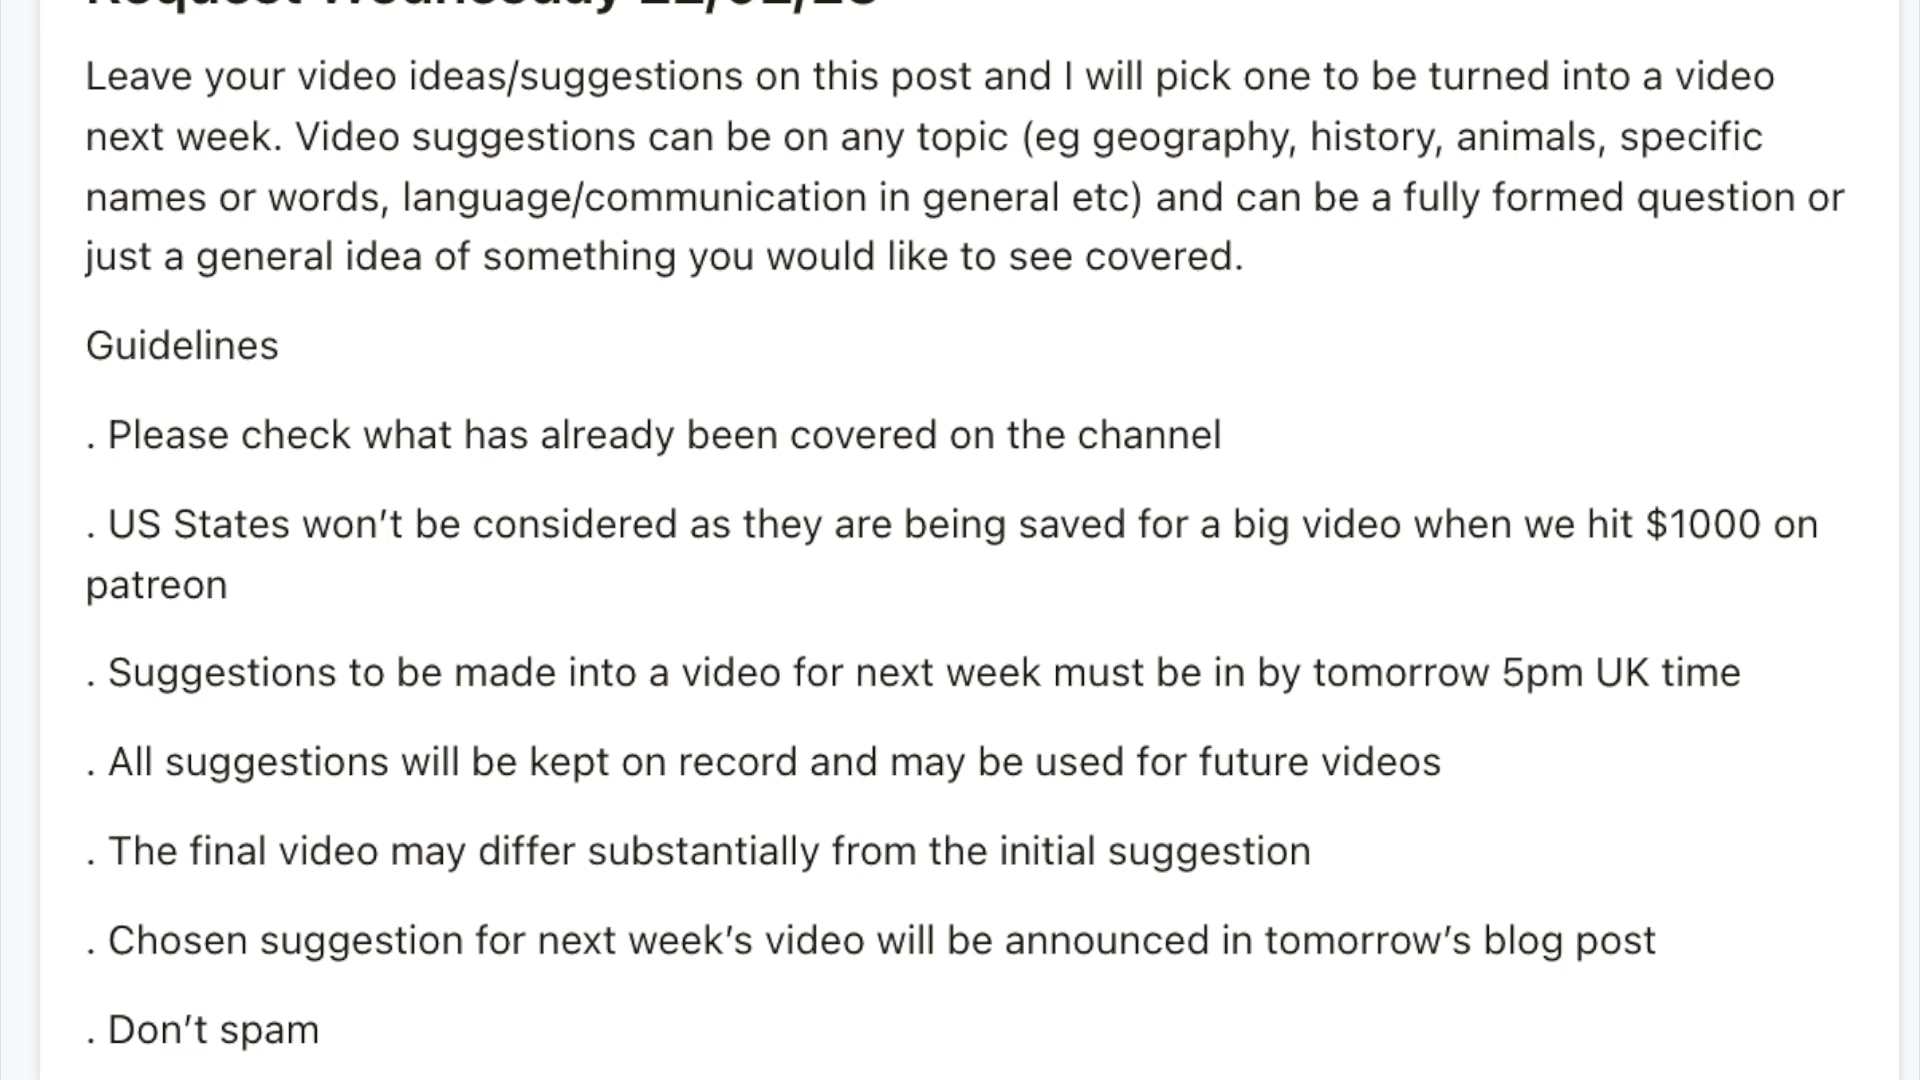 Request Wednesday
Leave your video ideas/suggestions on this post and I will pick one to be turned into a video
next week. Video suggestions can be on any topic (eg geography, history, animals, specific
names or words, language/communication in general etc) and can be a fully formed question or
just a general idea of something you would like to see covered.
Guidelines
. Please check what has already been covered on the channel
. US States won’t be considered as they are being saved for a big video when we hit $1000 on
patreon
. Suggestions to be made into a video for next week must be in by tomorrow 5pm UK time
. All suggestions will be kept on record and may be used for future videos
. The final video may differ substantially from the initial suggestion
. Chosen suggestion for next week’s video will be announced in tomorrow’s blog post
. Don’t spam